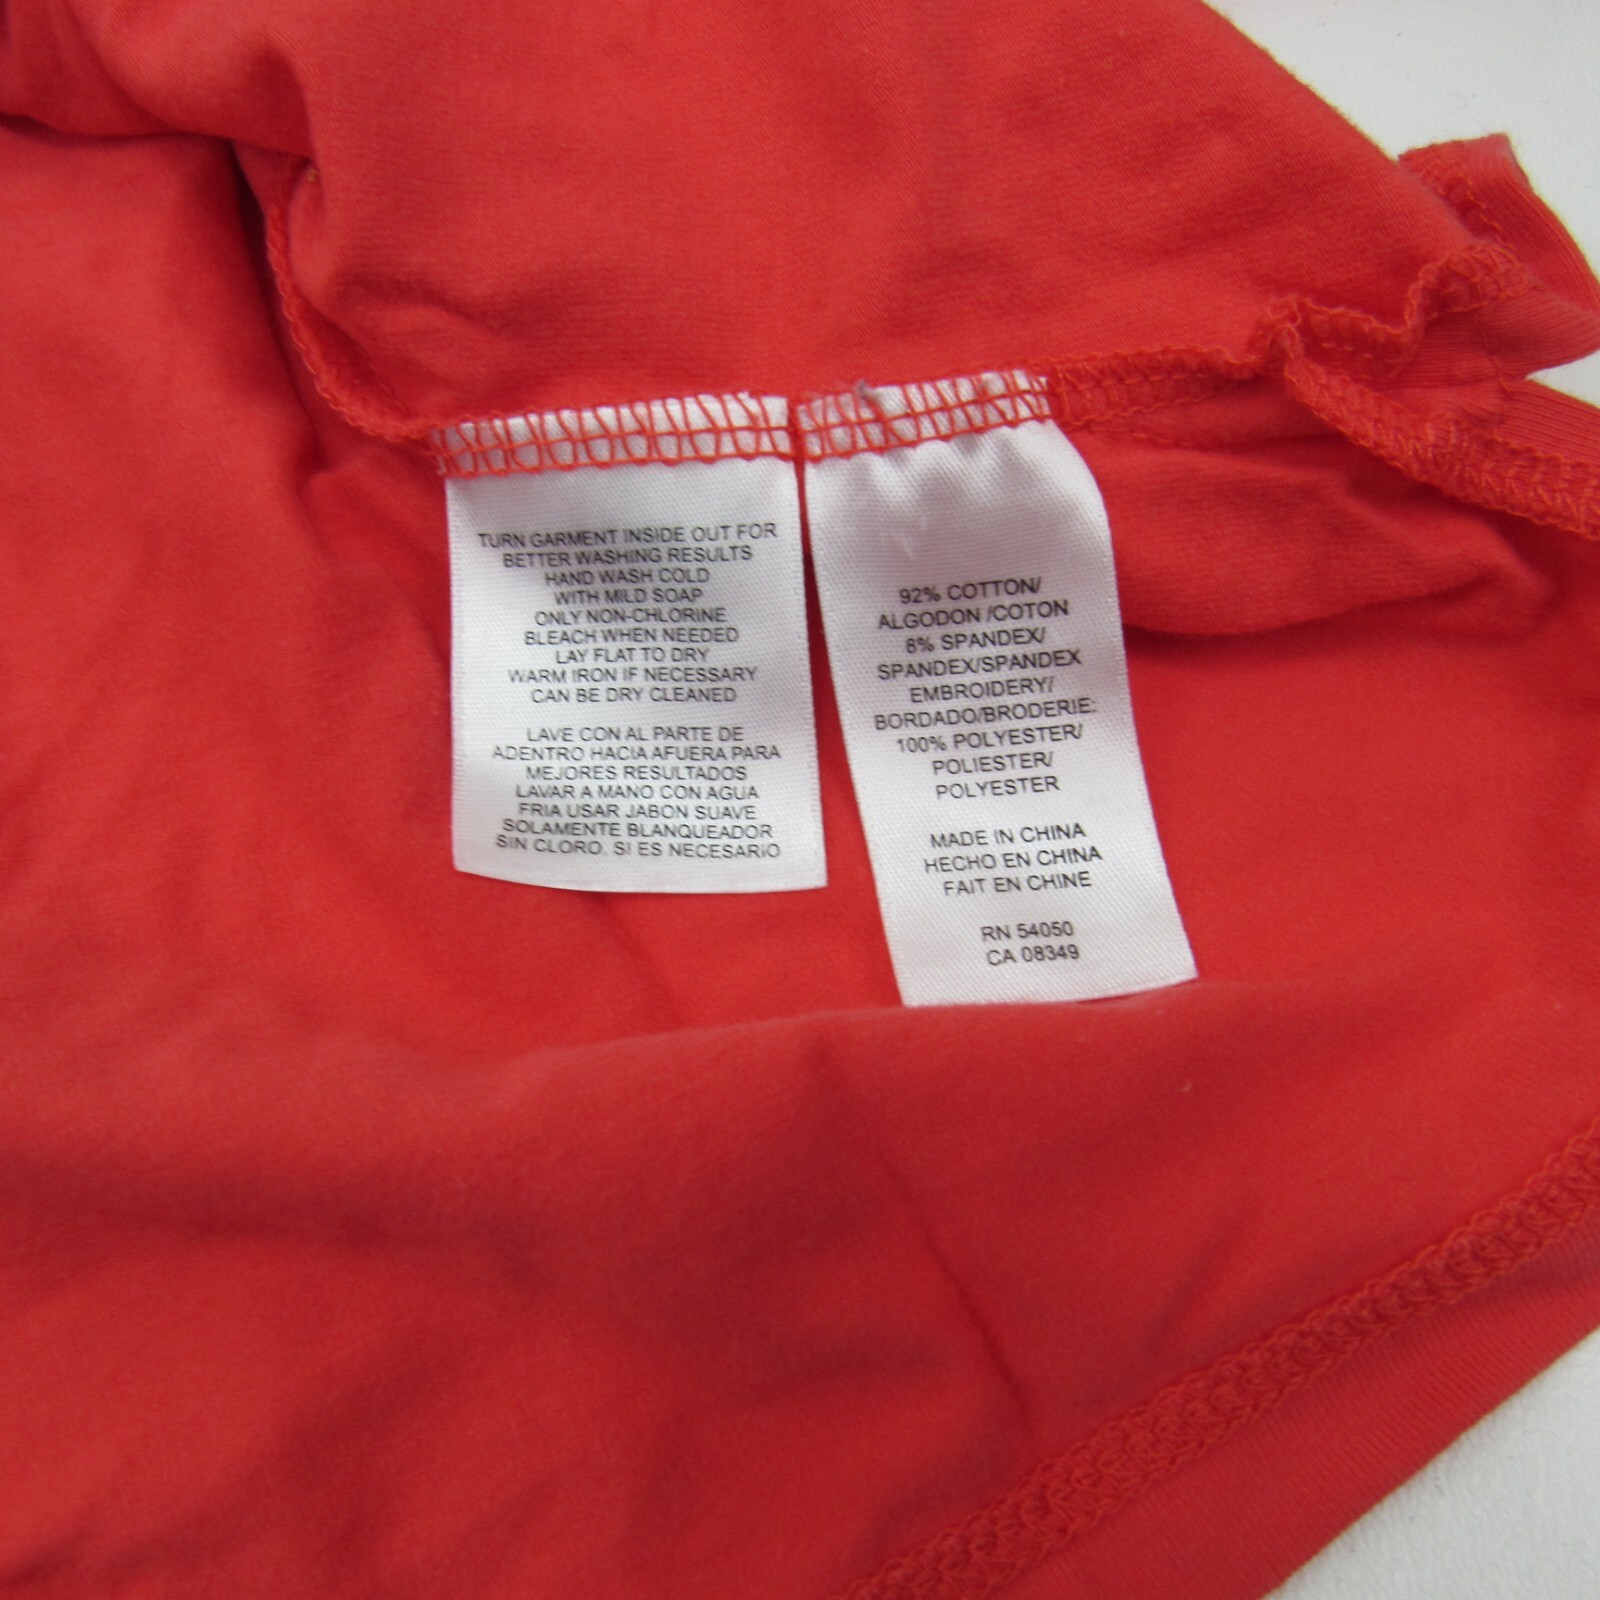 TURN GARMENT INSIDE OUT FOR
BETTER WASHING RESULTS
HAND WASH COLD
WITH MILD SOAP
ONLY NON-CHLORINE
BLEACH WHEN NEEDED
LAY FLAT TO DRY
WARM IRON IF NECESSARY
CAN BE DRY CLEANED
LAVE CON AL PARTE DE
ADENTRO HACIA AFUERA PARA
MEJORES RESULTADOS
LAVAR A MANO CON AGUA
FRIA USAR JABON SUAVE
SOLAMENTE BLANQUEADOR
SIN CLORO, SI ES NECESARIO
92% COTTON/
ALGODON /COTON
8% SPANDEX/
SPANDEX/SPANDEX
EMBROIDERY/
BORDADO/BRODERIE:
100% POLYESTER/
POLIESTER/
POLYESTER
MADE IN CHINA
HECHO EN CHINA
FAIT EN CHINE
RN 54050
CA 08349